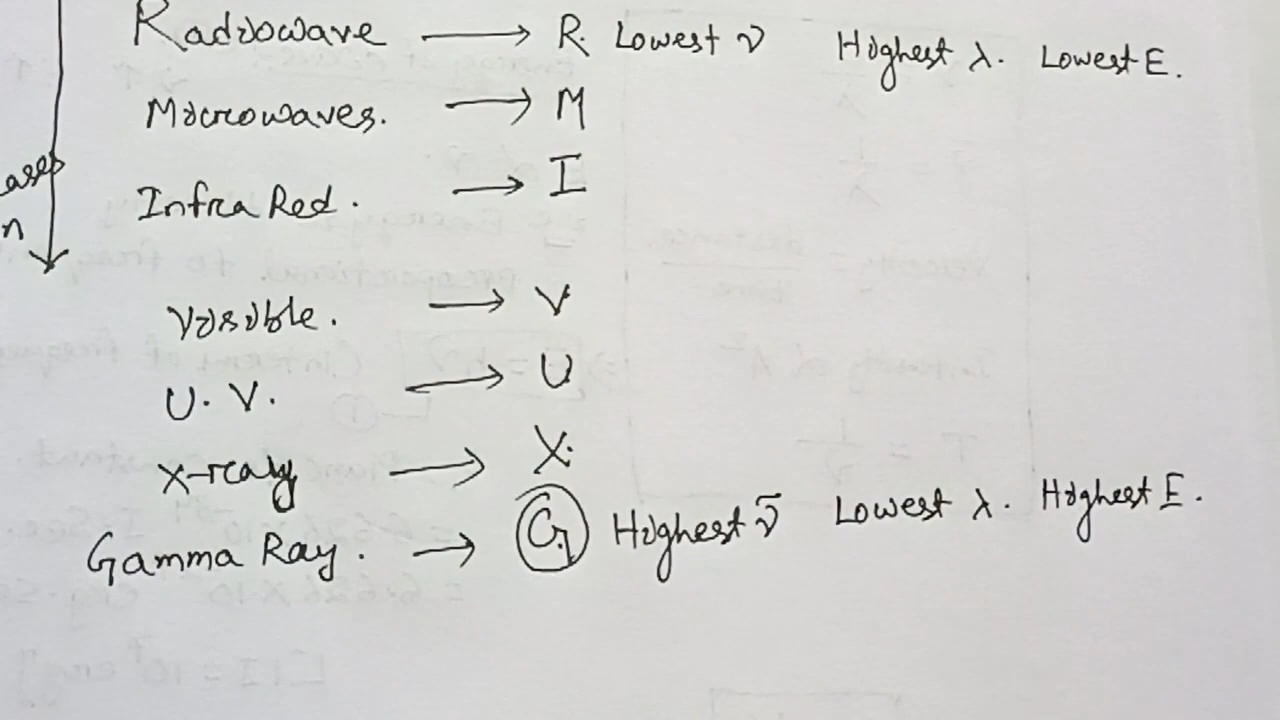 Radiowave → R. Lowest ν Highest λ. Lowest E.
Microwaves. → M
Infra Red. → I
Visible. → V
U. V. → U
X-ray → X.
Gamma Ray. → G Highest ν̄ Lowest λ. Highest E.